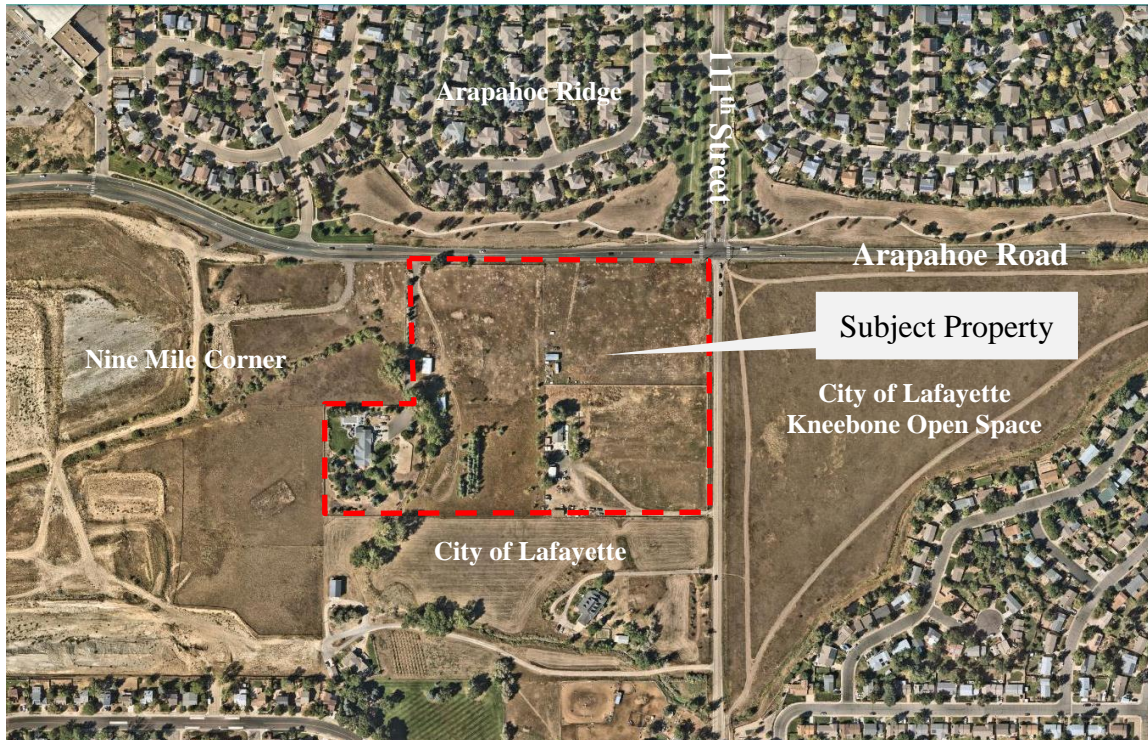 Arapahoe Ridge
111th Street
Arapahoe Road
Subject Property
Nine Mile Corner
City of Lafayette
Kneebone Open Space
City of Lafayette